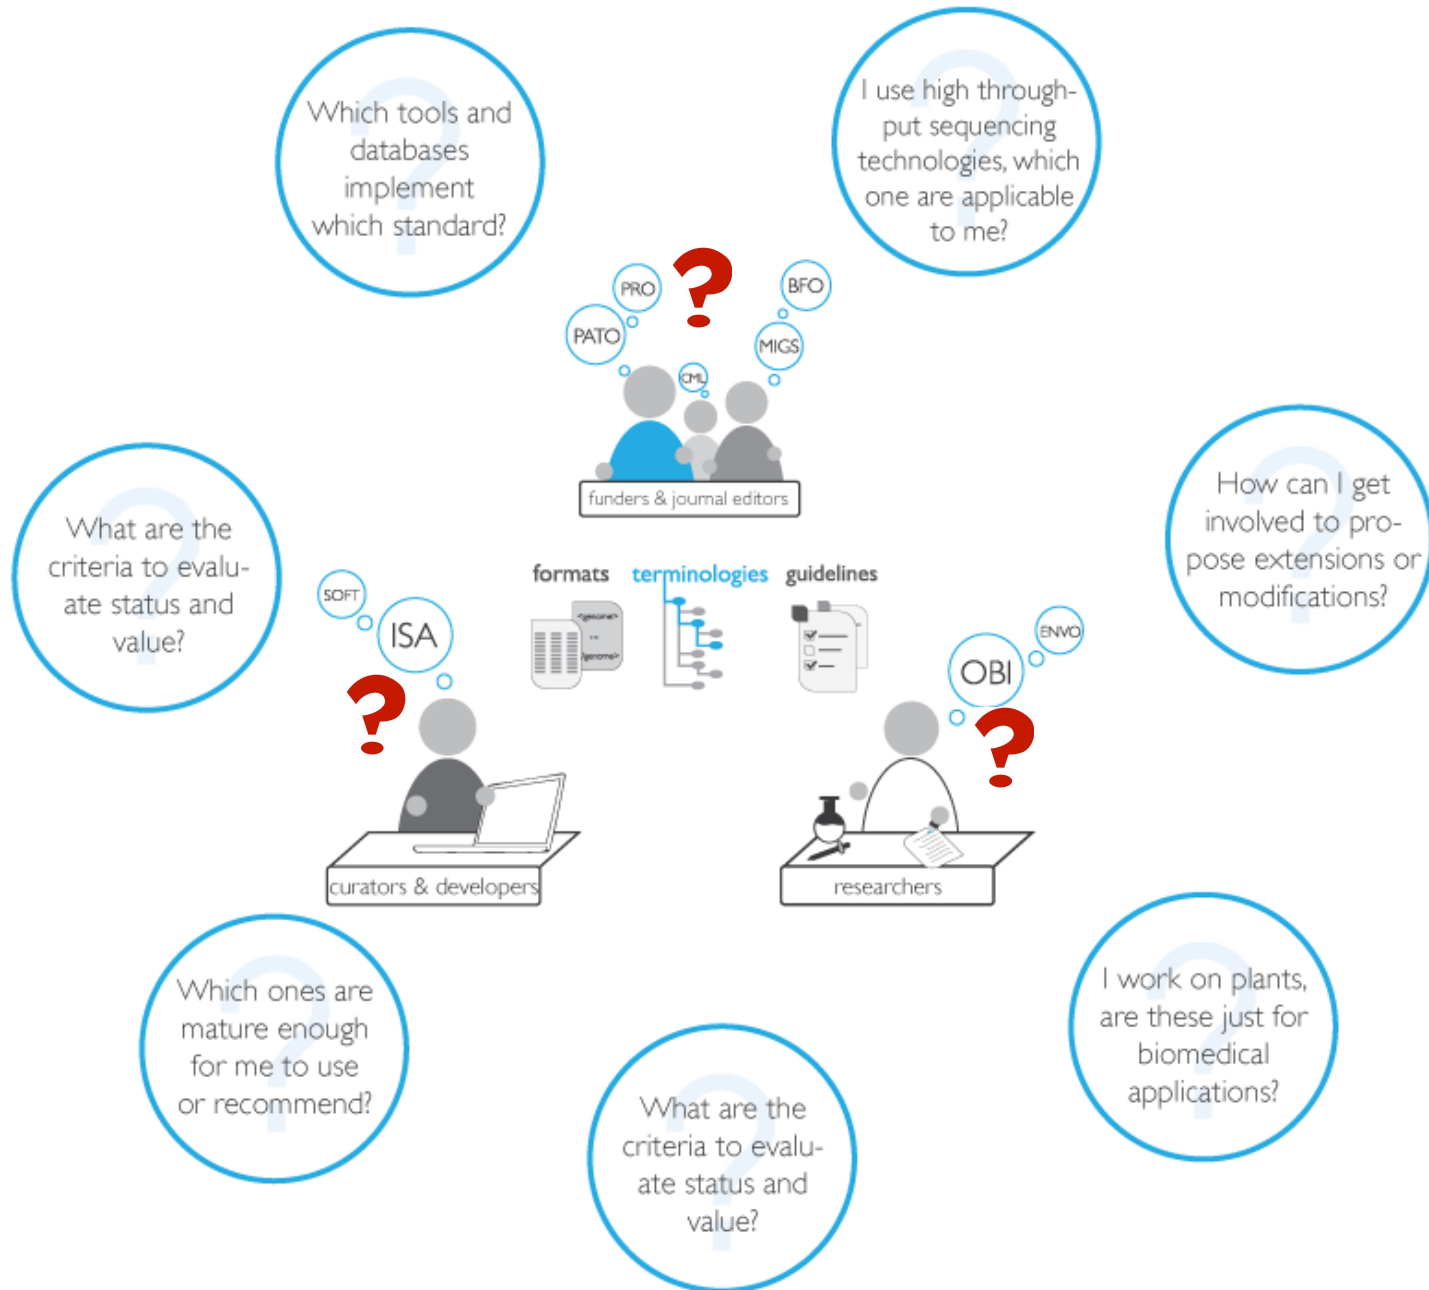 Which tools and
databases
implement
which standard?
I use high through-
put sequencing
technologies, which
one are applicable
to me?
PRO
BFO
PATO
MIGS
CML
funders & journal editors
What are the
criteria to evalu-
ate status and
value?
How can I get
involved to pro-
pose extensions or
modifications?
formats terminologies guidelines
<genome>
...
</genome>
SOFT
ISA
ENVO
OBI
curators & developers
researchers
Which ones are
mature enough
for me to use
or recommend?
I work on plants,
are these just for
biomedical
applications?
What are the
criteria to evalu-
ate status and
value?
?
?
?